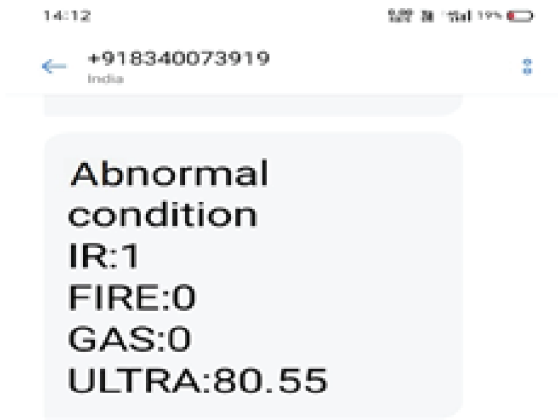 14:12
19%
+918340073919
India
Abnormal
condition
IR:1
FIRE:0
GAS:0
ULTRA:80.55